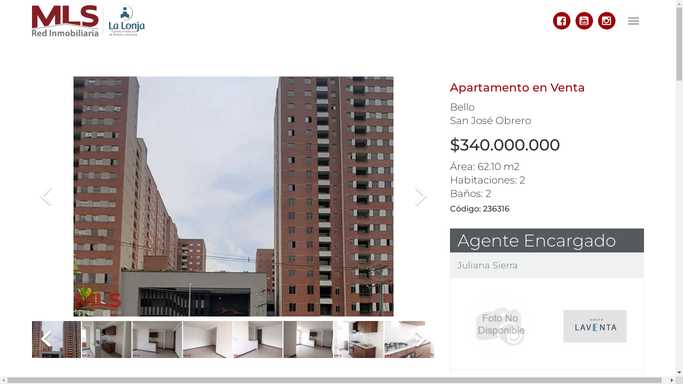 MLS
Red Inmobiliaria
La Lonja
Apartamento en Venta
Bello
San José Obrero
$340.000.000
Área: 62.10 m2
Habitaciones: 2
Baños: 2
Código: 236316
MLS
Agente Encargado
Juliana Sierra
Foto No
Disponible
LAVENTA